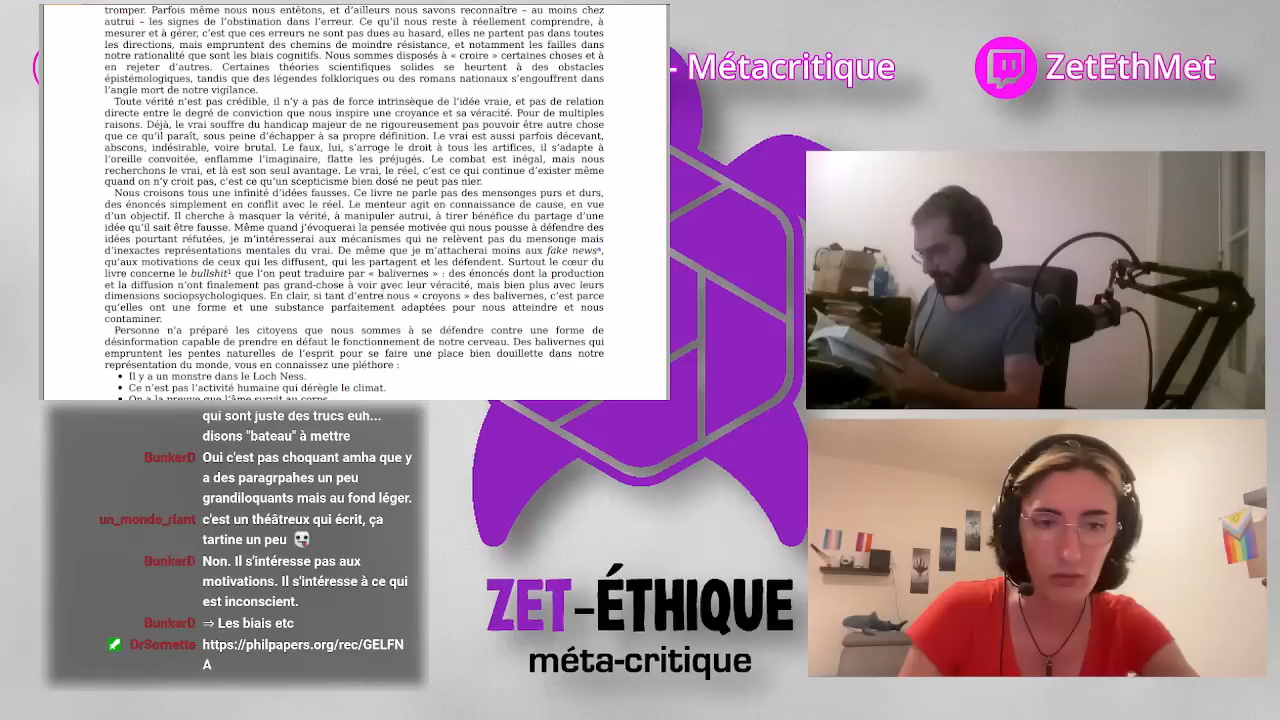 tromper. Parfois même nous nous entêtons, et d’ailleurs nous savons reconnaître – au moins chez
autrui – les signes de l’obstination dans l’erreur. Ce qu’il nous reste à réellement comprendre, à
mesurer et à gérer, c’est que ces erreurs ne sont pas dues au hasard, elles ne partent pas dans toutes
les directions, mais empruntent des chemins de moindre résistance, et notamment les failles dans
notre rationalité que sont les biais cognitifs. Nous sommes disposés à « croire » certaines choses et à
en rejeter d’autres. Certaines théories scientifiques solides se heurtent à des obstacles
épistémologiques, tandis que des légendes folkloriques ou des romans nationaux s’engouffrent dans
l’angle mort de notre vigilance.
Toute vérité n’est pas crédible, il n’y a pas de force intrinsèque de l’idée vraie, et pas de relation
directe entre le degré de conviction que nous inspire une croyance et sa véracité. Pour de multiples
raisons. Déjà, le vrai souffre du handicap majeur de ne rigoureusement pas pouvoir être autre chose
que ce qu’il paraît, sous peine d’échapper à sa propre définition. Le vrai est aussi parfois décevant,
abscons, indésirable, voire brutal. Le faux, lui, s’arroge le droit à tous les artifices, il s’adapte à
l’oreille convoitée, enflamme l’imaginaire, flatte les préjugés. Le combat est inégal, mais nous
recherchons le vrai, et là est son seul avantage. Le vrai, le réel, c’est ce qui continue d’exister même
quand on n’y croit pas, c’est ce qu’un scepticisme bien dosé ne peut pas nier.
Nous croisons tous une infinité d’idées fausses. Ce livre ne parle pas des mensonges purs et durs,
des énoncés simplement en conflit avec le réel. Le menteur agit en connaissance de cause, en vue
d’un objectif. Il cherche à masquer la vérité, à manipuler autrui, à tirer bénéfice du partage d’une
idée qu’il sait être fausse. Même quand j’évoquerai la pensée motivée qui nous pousse à défendre des
idées pourtant réfutées, je m’intéresserai aux mécanismes qui ne relèvent pas du mensonge mais
d’inexactes représentations mentales du vrai. De même que je m’attacherai moins aux fake newsª,
qu’aux motivations de ceux qui les diffusent, qui les partagent et les défendent. Surtout le cœur du
livre concerne le bullshit¹ que l’on peut traduire par « balivernes » : des énoncés dont la production
et la diffusion n’ont finalement pas grand-chose à voir avec leur véracité, mais bien plus avec leurs
dimensions sociopsychologiques. En clair, si tant d’entre nous « croyons » des balivernes, c’est parce
qu’elles ont une forme et une substance parfaitement adaptées pour nous atteindre et nous
contaminer.
Personne n’a préparé les citoyens que nous sommes à se défendre contre une forme de
désinformation capable de prendre en défaut le fonctionnement de notre cerveau. Des balivernes qui
empruntent les pentes naturelles de l’esprit pour se faire une place bien douillette dans notre
représentation du monde, vous en connaissez une pléthore :
• Il y a un monstre dans le Loch Ness.
• Ce n’est pas l’activité humaine qui dérègle le climat.
• On a la preuve que l’âme survit au corps.
- Métacritique
ZetEthMet
qui sont juste des trucs euh...
disons "bateau" à mettre
BunkerD Oui c'est pas choquant amha que y
a des paragrpahes un peu
grandiloquants mais au fond léger.
un_monde_riant c'est un théâtreux qui écrit, ça
tartine un peu
BunkerD Non. Il s'intéresse pas aux
motivations. Il s'intéresse à ce qui
est inconscient.
BunkerD ⇒ Les biais etc
DrSornette https://philpapers.org/rec/GELFN
A
ZET-ÉTHIQUE
méta-critique